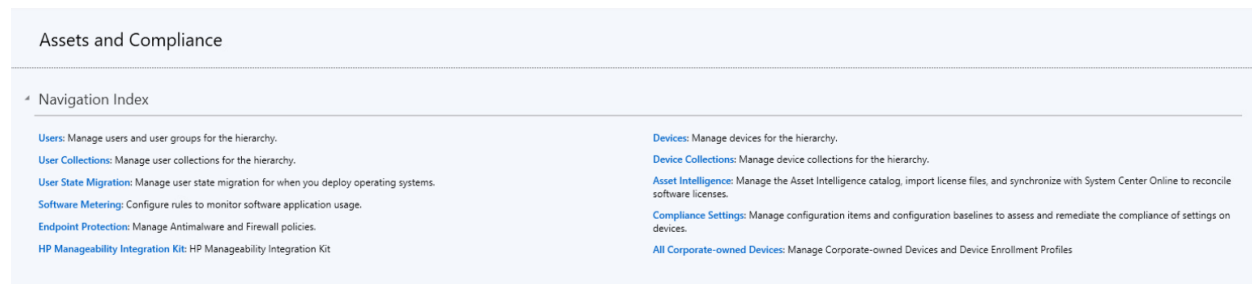 Assets and Compliance
Navigation Index
Users: Manage users and user groups for the hierarchy.
User Collections: Manage user collections for the hierarchy.
User State Migration: Manage user state migration for when you deploy operating systems.
Software Metering: Configure rules to monitor software application usage.
Endpoint Protection: Manage Antimalware and Firewall policies.
HP Manageability Integration Kit: HP Manageability Integration Kit
Devices: Manage devices for the hierarchy.
Device Collections: Manage device collections for the hierarchy.
Asset Intelligence: Manage the Asset Intelligence catalog, import license files, and synchronize with System Center Online to reconcile
software licenses.
Compliance Settings: Manage configuration items and configuration baselines to assess and remediate the compliance of settings on
devices.
All Corporate-owned Devices: Manage Corporate-owned Devices and Device Enrollment Profiles